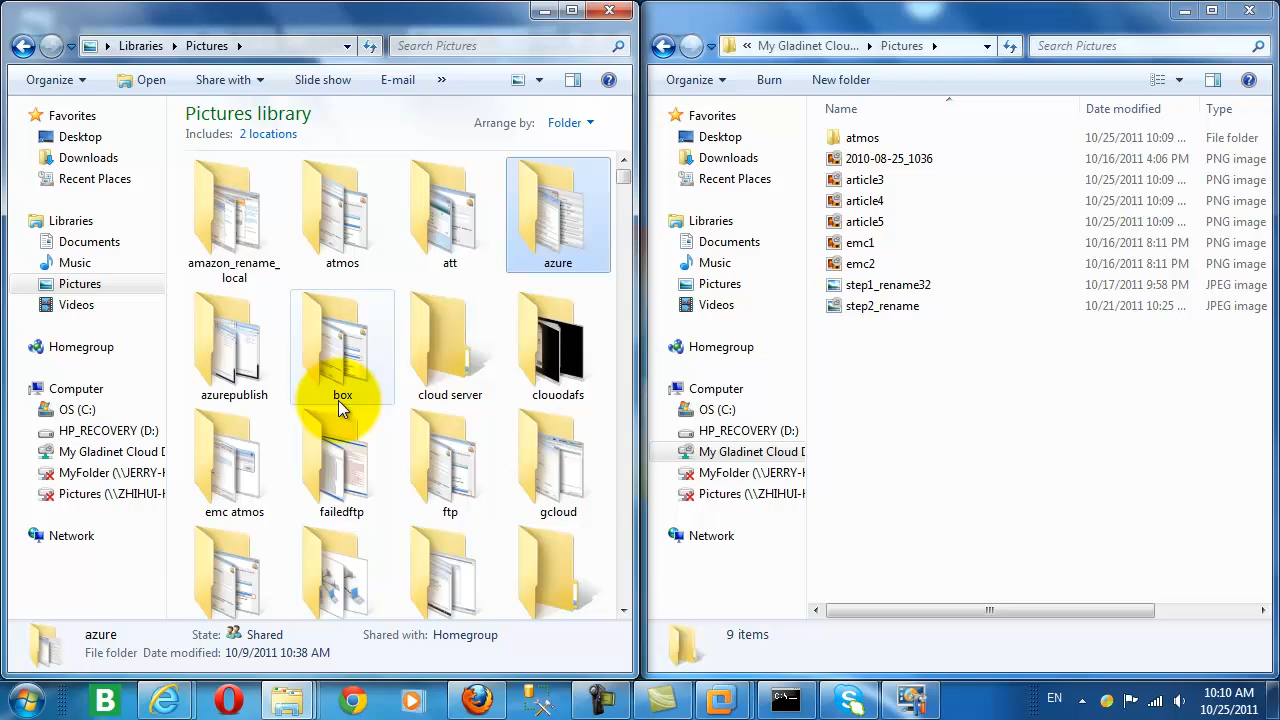 Libraries
Pictures
Search Pictures
Organize
Open
Share with
Slide show
E-mail
»
Favorites
Desktop
Downloads
Recent Places
Libraries
Documents
Music
Pictures
Videos
Homegroup
Computer
OS (C:)
HP_RECOVERY (D:)
My Gladinet Cloud D
MyFolder (\\JERRY-H
Pictures (\\ZHIHUI-H
Network
Pictures library
Includes: 2 locations
Arrange by: Folder
amazon_rename_
local
atmos
att
azure
azurepublish
box
cloud server
clouodafs
emc atmos
failedftp
ftp
gcloud
azure
State: Shared
Shared with: Homegroup
File folder
Date modified: 10/9/2011 10:38 AM
« My Gladinet Clou...
Pictures
Search Pictures
Organize
Burn
New folder
Favorites
Desktop
Downloads
Recent Places
Libraries
Documents
Music
Pictures
Videos
Homegroup
Computer
OS (C:)
HP_RECOVERY (D:)
My Gladinet Cloud D
MyFolder (\\JERRY-H
Pictures (\\ZHIHUI-H
Network
Name Date modified Type
atmos 10/25/2011 10:09 ... File folder
2010-08-25_1036 10/16/2011 4:06 PM PNG image
article3 10/25/2011 10:09 ... PNG image
article4 10/25/2011 10:09 ... PNG image
article5 10/25/2011 10:09 ... PNG image
emc1 10/16/2011 8:11 PM PNG image
emc2 10/16/2011 8:11 PM PNG image
step1_rename32 10/17/2011 9:58 PM JPEG image
step2_rename 10/21/2011 10:25 ... JPEG image
9 items
B
EN
10:10 AM
10/25/2011